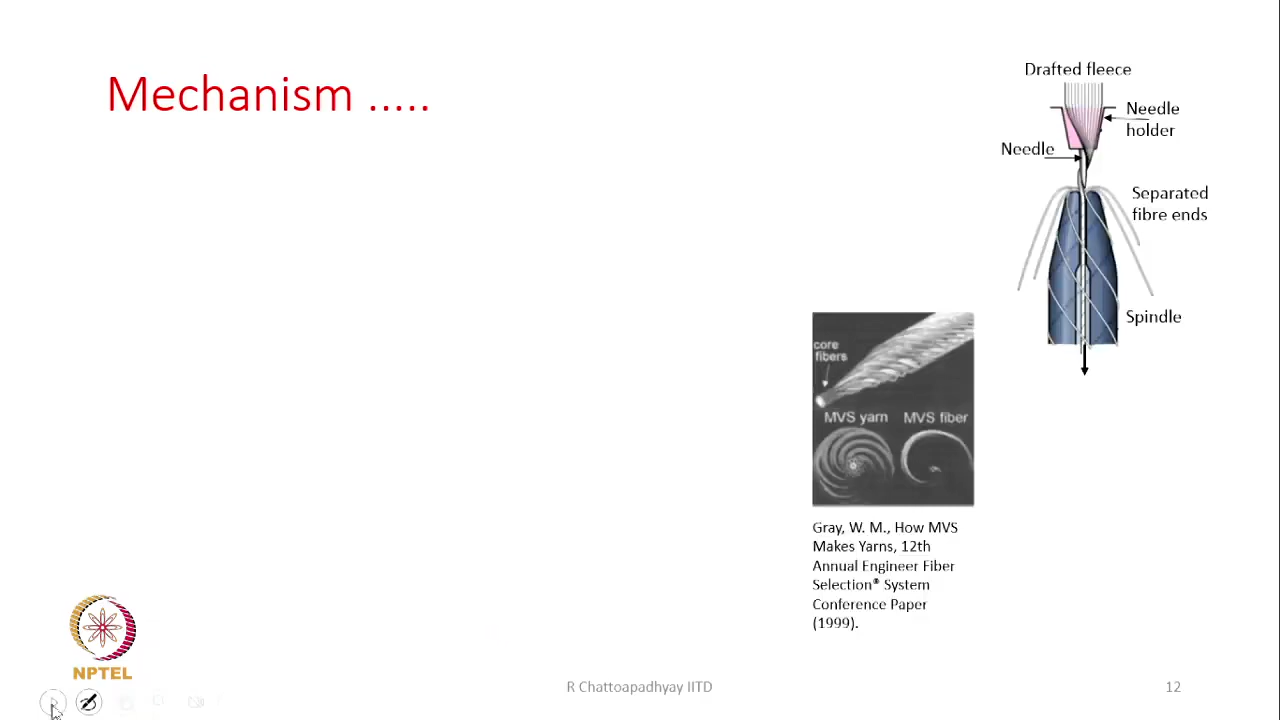 Mechanism .....
Drafted fleece
Needle
holder
Needle
Separated
fibre ends
Spindle
core
fibers
MVS yarn
MVS fiber
Gray, W. M., How MVS
Makes Yarns, 12th
Annual Engineer Fiber
Selection® System
Conference Paper
(1999).
NPTEL
R Chattoapadhyay IITD
12